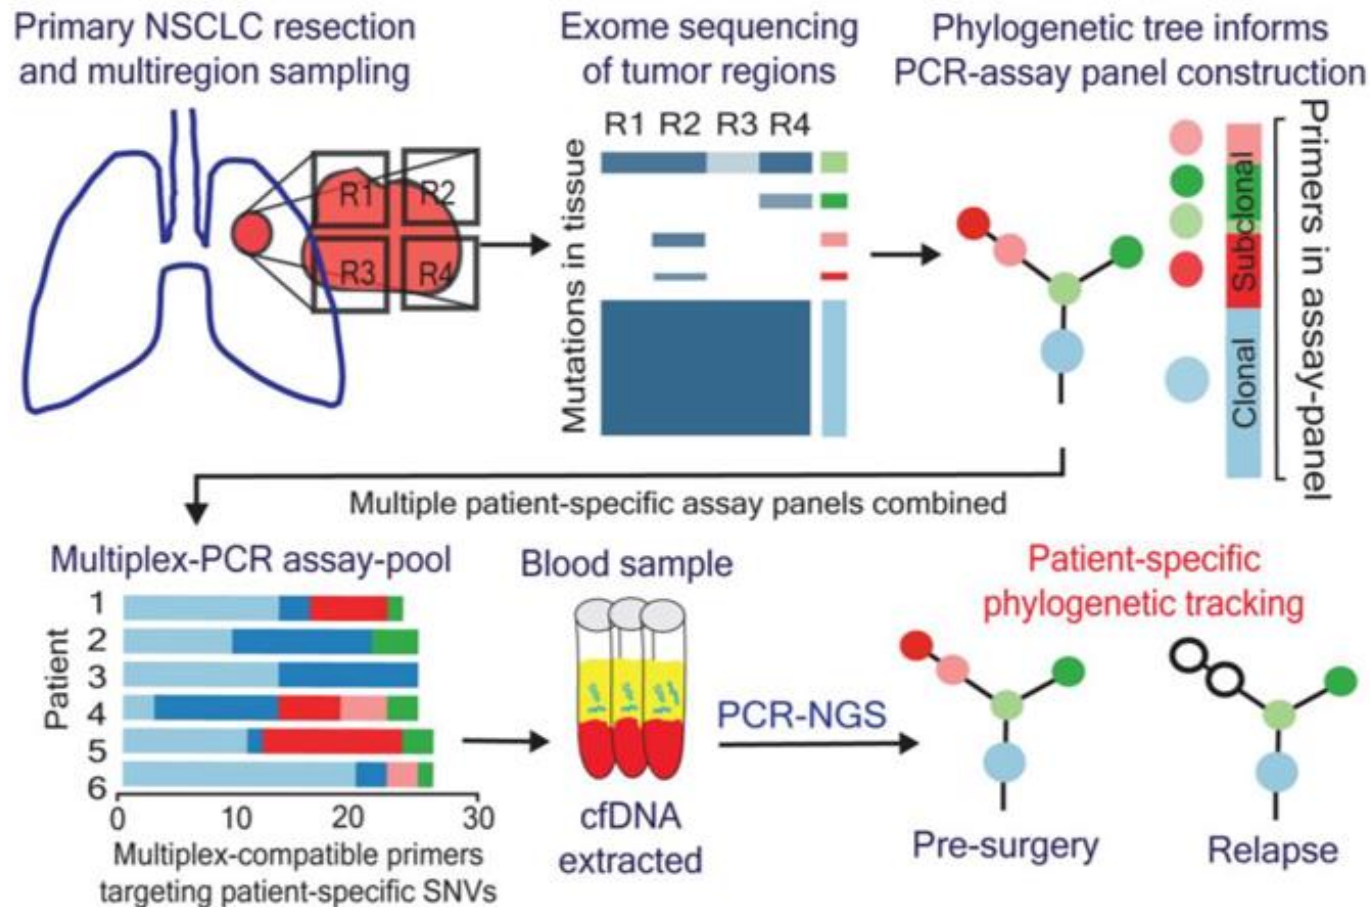 Primary NSCLC resection
and multiregion sampling
R1
R2
R3
R4
Exome sequencing
of tumor regions
R1 R2 R3 R4
Mutations in tissue
Phylogenetic tree informs
PCR-assay panel construction
Subclonal
Clonal
Primers in assay-panel
Multiple patient-specific assay panels combined
Multiplex-PCR assay-pool
Patient
1
2
3
4
5
6
0 10 20 30
Multiplex-compatible primers
targeting patient-specific SNVs
Blood sample
cfDNA
extracted
PCR-NGS
Patient-specific
phylogenetic tracking
Pre-surgery
Relapse